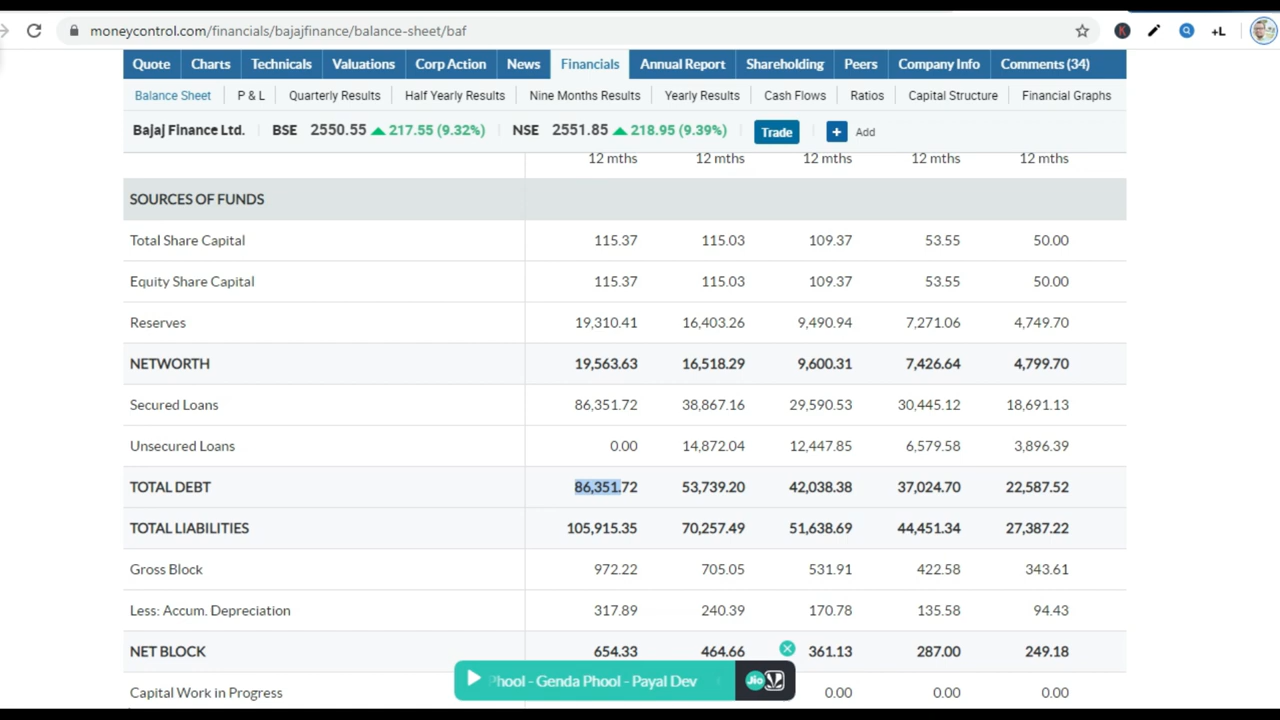 moneycontrol.com/financials/bajajfinance/balance-sheet/baf
K +L
Quote Charts Technicals Valuations Corp Action News Financials Annual Report Shareholding Peers Company Info Comments (34)
Balance Sheet P & L Quarterly Results Half Yearly Results Nine Months Results Yearly Results Cash Flows Ratios Capital Structure Financial Graphs
Bajaj Finance Ltd. BSE 2550.55 217.55 (9.32%) NSE 2551.85 218.95 (9.39%) Trade + Add
12 mths 12 mths 12 mths 12 mths 12 mths
SOURCES OF FUNDS
Total Share Capital 115.37 115.03 109.37 53.55 50.00
Equity Share Capital 115.37 115.03 109.37 53.55 50.00
Reserves 19,310.41 16,403.26 9,490.94 7,271.06 4,749.70
NETWORTH 19,563.63 16,518.29 9,600.31 7,426.64 4,799.70
Secured Loans 86,351.72 38,867.16 29,590.53 30,445.12 18,691.13
Unsecured Loans 0.00 14,872.04 12,447.85 6,579.58 3,896.39
TOTAL DEBT 86,351.72 53,739.20 42,038.38 37,024.70 22,587.52
TOTAL LIABILITIES 105,915.35 70,257.49 51,638.69 44,451.34 27,387.22
Gross Block 972.22 705.05 531.91 422.58 343.61
Less: Accum. Depreciation 317.89 240.39 170.78 135.58 94.43
NET BLOCK 654.33 464.66 361.13 287.00 249.18
Phool - Genda Phool - Payal Dev Jio
Capital Work in Progress 0.00 0.00 0.00